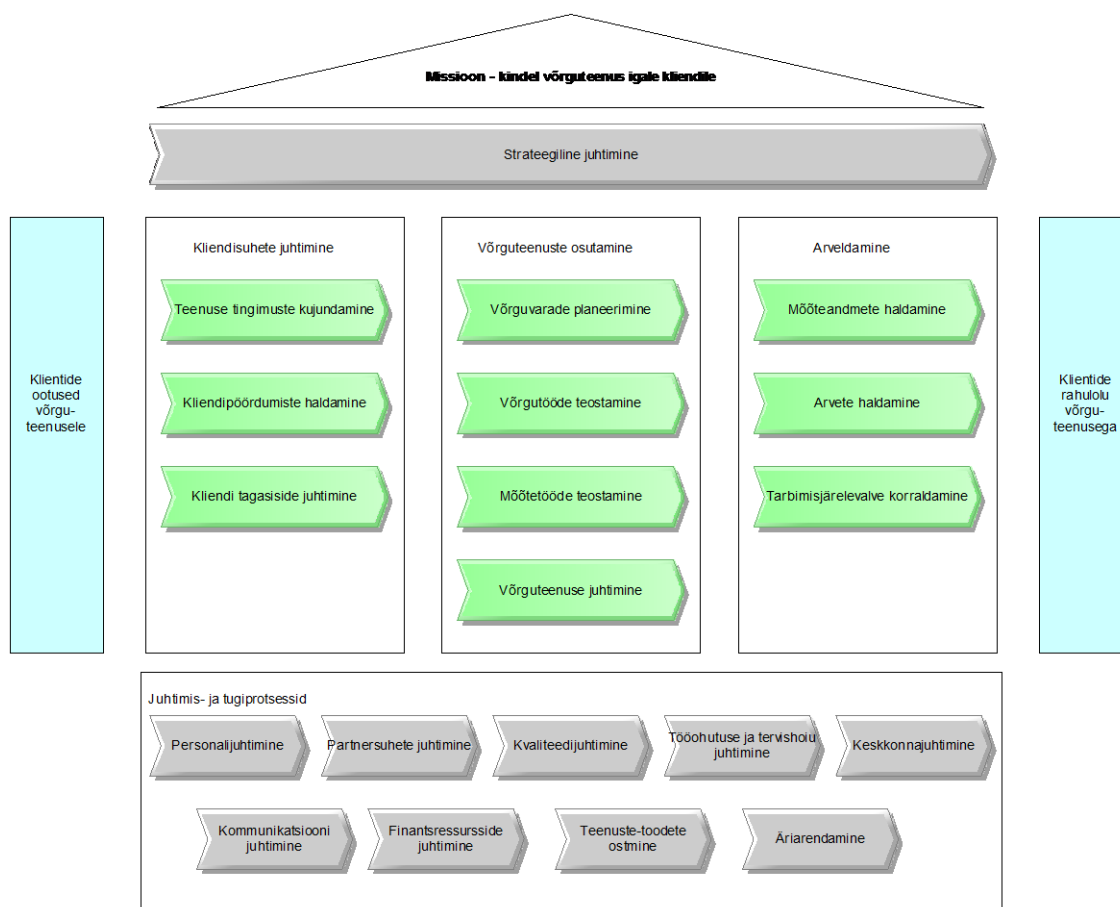 Missioon – kindel võrguteenus igale kliendile
Strateegiline juhtimine
Klientide
ootused
võrgu-
teenusele
Kliendisuhete juhtimine
Teenuse tingimuste kujundamine
Kliendipöördumiste haldamine
Kliendi tagasiside juhtimine
Võrguteenuste osutamine
Võrguvarade planeerimine
Võrgutööde teostamine
Mõõtetööde teostamine
Võrguteenuse juhtimine
Arveldamine
Mõõteandmete haldamine
Arvete haldamine
Tarbimisjärelevalve korraldamine
Klientide
rahulolu
võrgu-
teenusega
Juhtimis- ja tugiprotsessid
Personalijuhtimine
Partnersuhete juhtimine
Kvaliteedijuhtimine
Tööohutuse ja tervishoiu
juhtimine
Keskkonnajuhtimine
Kommunikatsiooni
juhtimine
Finantsressursside
juhtimine
Teenuste-toodete
ostmine
Äriarendamine